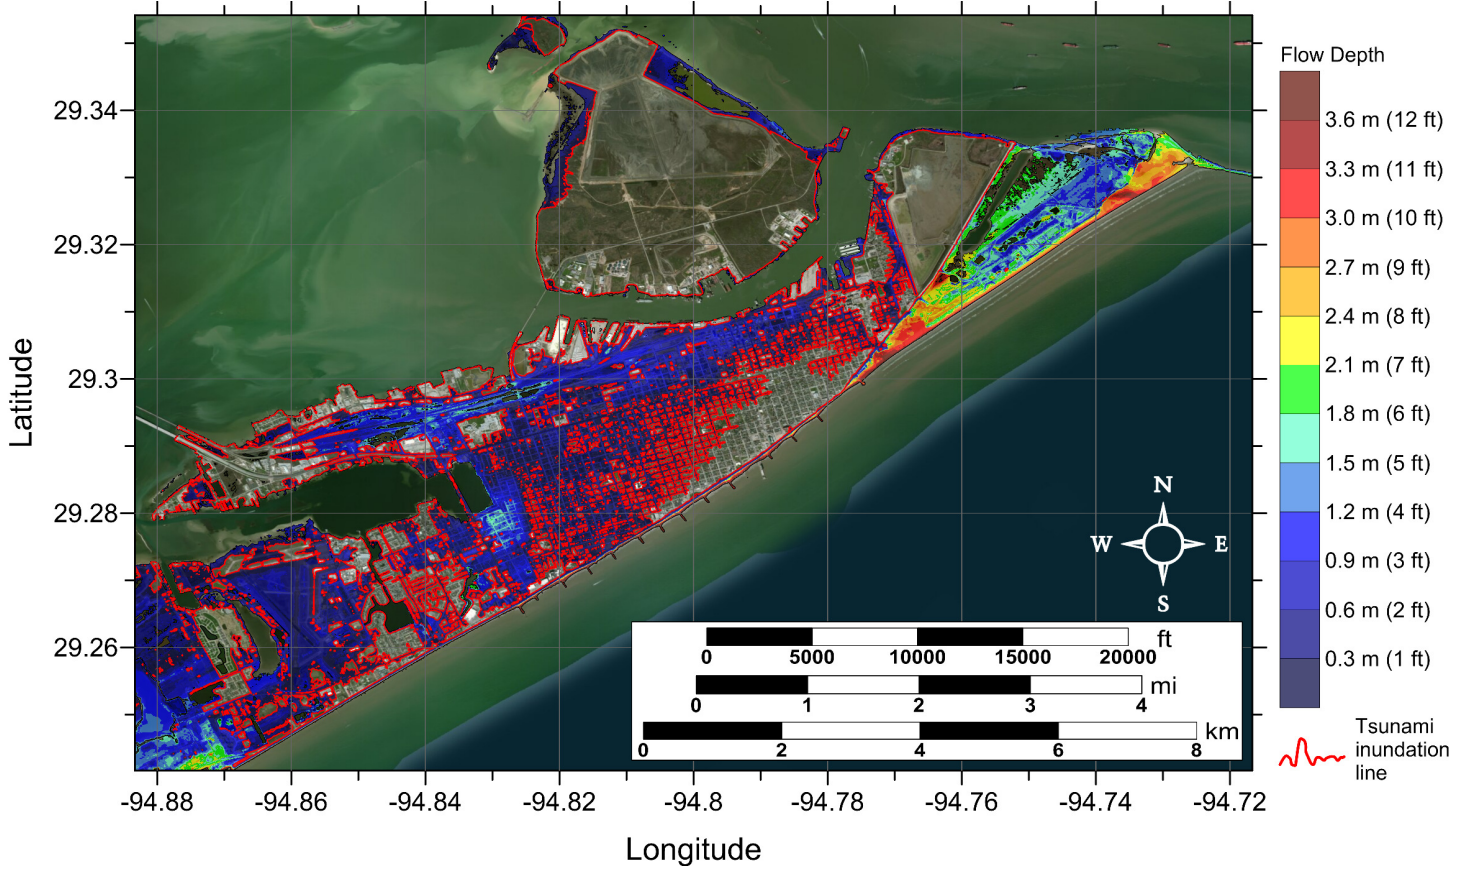 Flow Depth
3.6 m (12 ft)
3.3 m (11 ft)
3.0 m (10 ft)
2.7 m (9 ft)
2.4 m (8 ft)
2.1 m (7 ft)
1.8 m (6 ft)
1.5 m (5 ft)
1.2 m (4 ft)
0.9 m (3 ft)
0.6 m (2 ft)
0.3 m (1 ft)
Tsunami
inundation
line
29.34
29.32
29.3
29.28
29.26
Latitude
N
W E
S
ft
0 5000 10000 15000 20000
mi
0 1 2 3 4
km
0 2 4 6 8
-94.88 -94.86 -94.84 -94.82 -94.8 -94.78 -94.76 -94.74 -94.72
Longitude